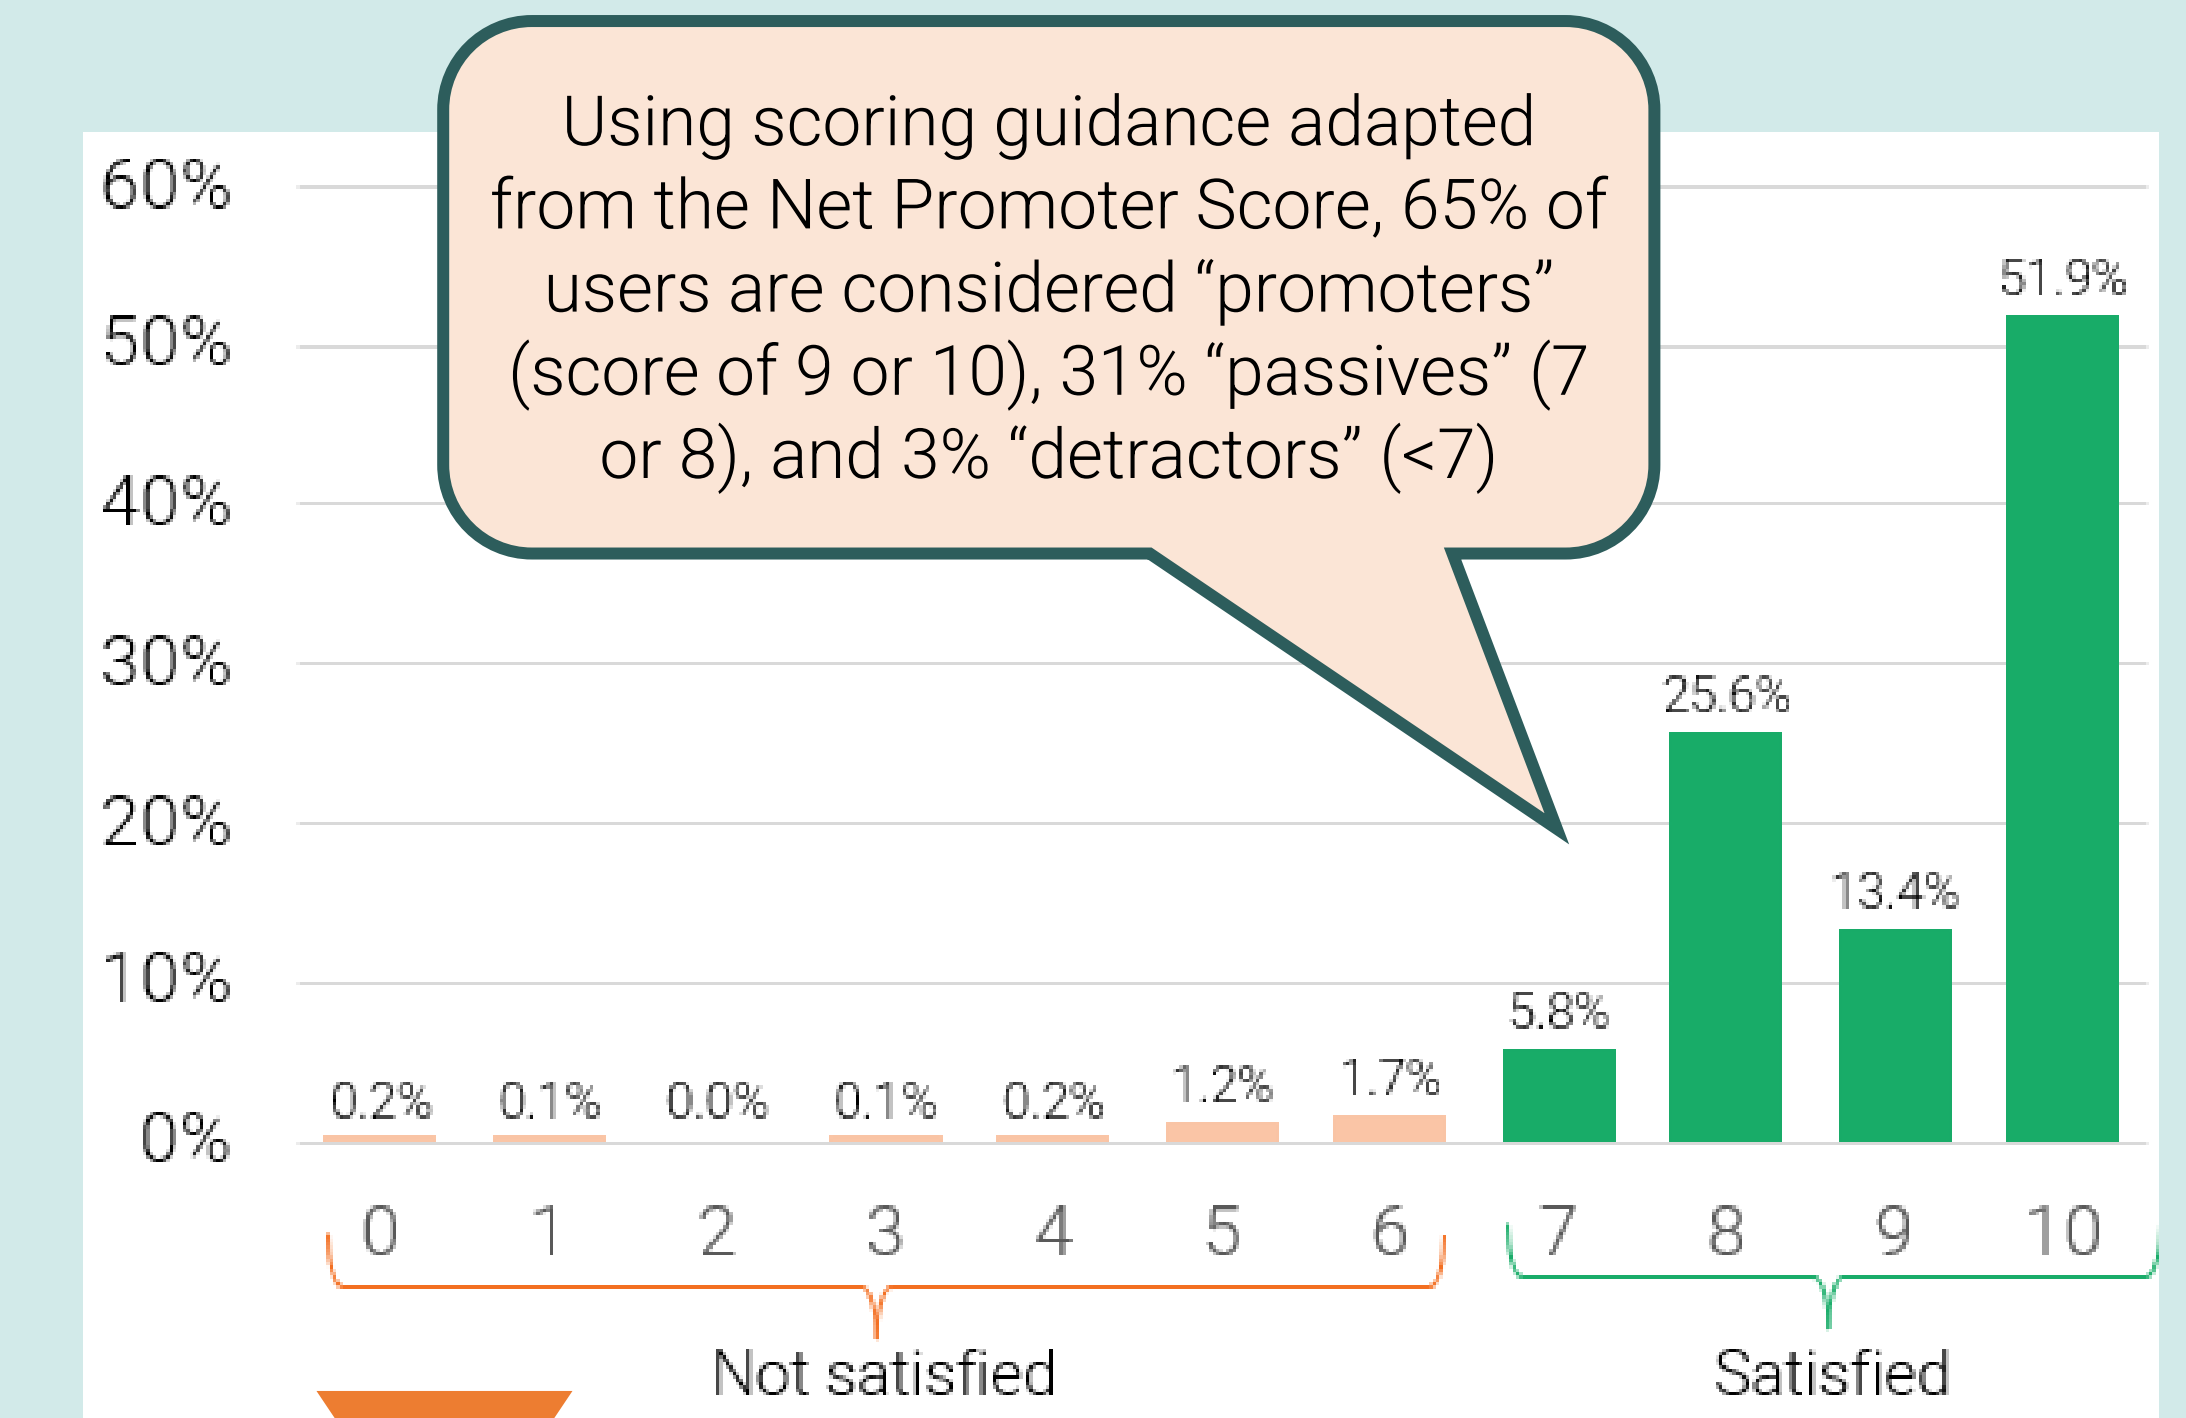 Using scoring guidance adapted
from the Net Promoter Score, 65% of
users are considered “promoters”
(score of 9 or 10), 31% “passives” (7
or 8), and 3% “detractors” (<7)
60%
50%
40%
30%
20%
10%
0%
0.2%
0.1%
0.0%
0.1%
0.2%
1.2%
1.7%
5.8%
25.6%
13.4%
51.9%
0 1 2 3 4 5 6 7 8 9 10
Not satisfied
Satisfied